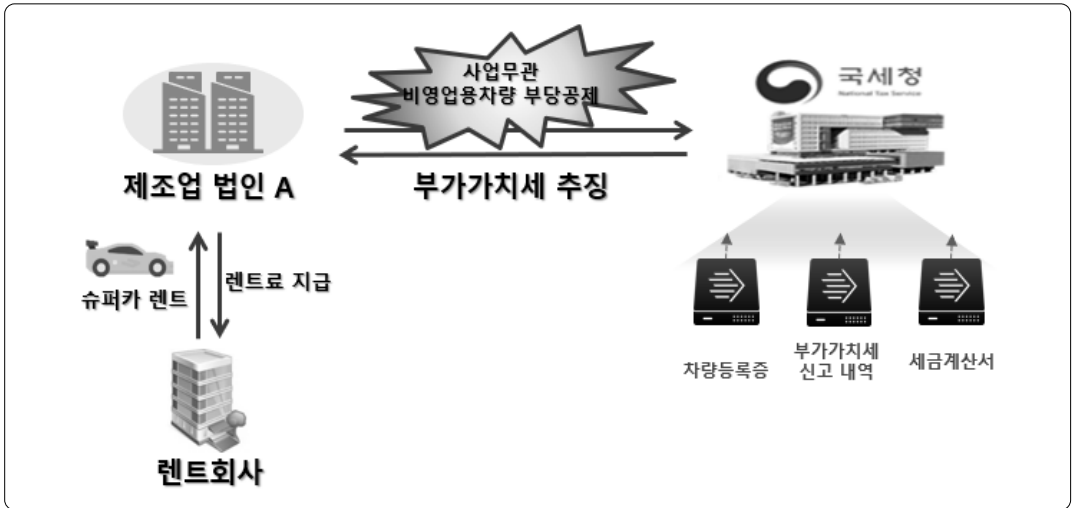 사업무관
비영업용차량 부당공제
국세청
National Tax Service
제조업 법인 A
부가가치세 추징
슈퍼카 렌트
렌트료 지급
차량등록증
부가가치세
신고 내역
세금계산서
렌트회사